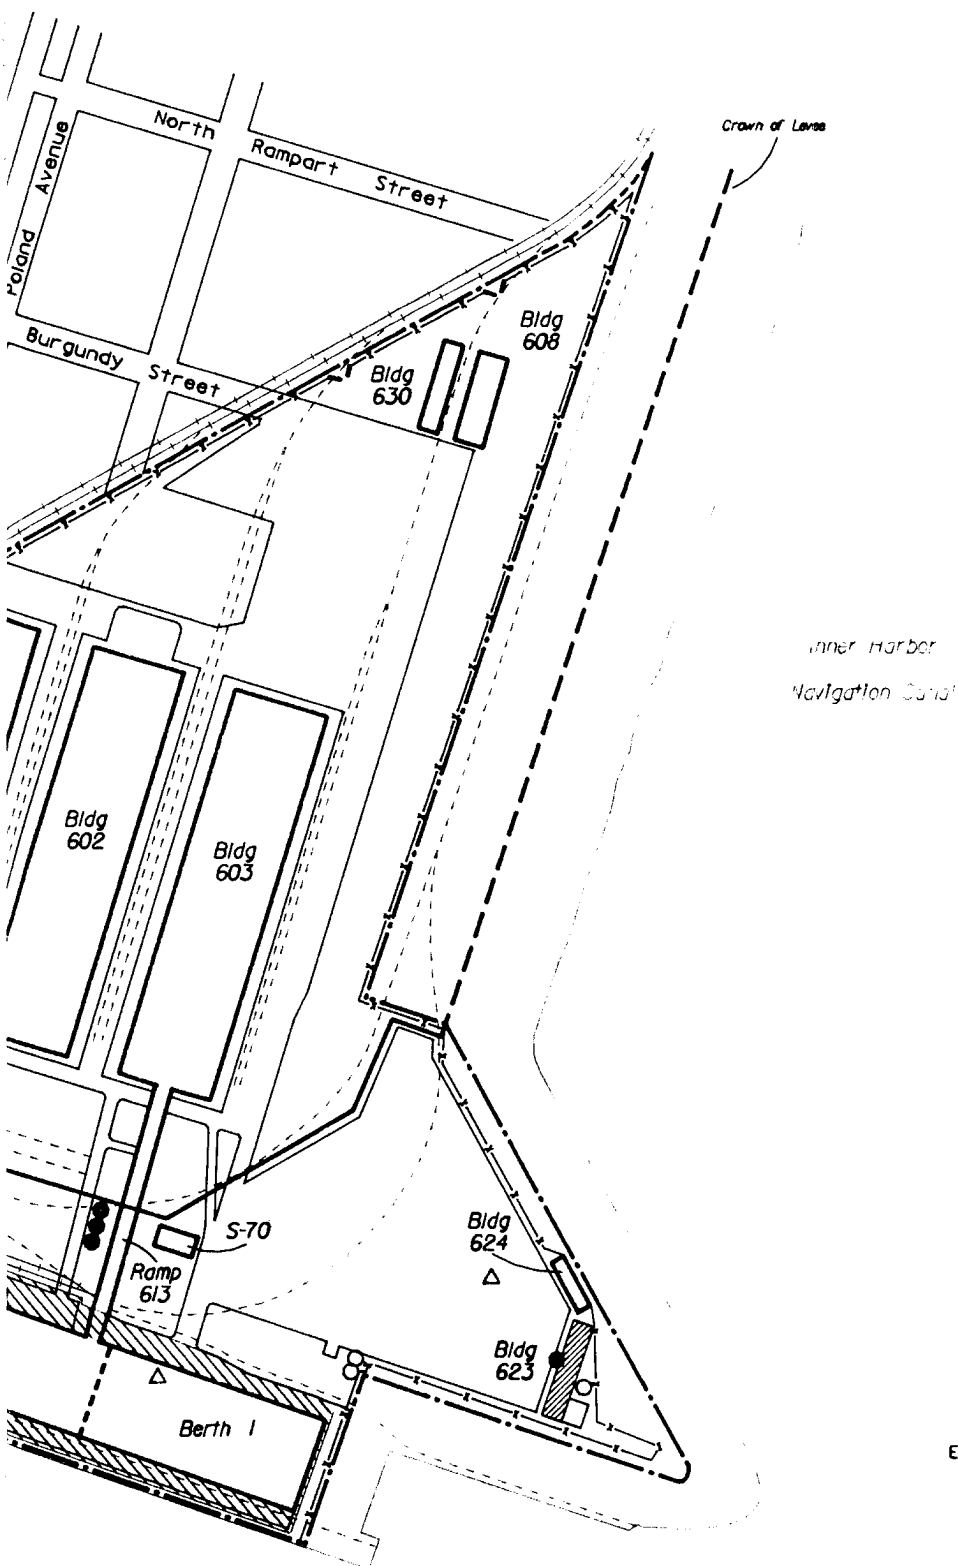 Crown of Levee
North Rampart Street
Poland Avenue
Burgundy Street
Bldg
608
Bldg
630
Inner Harbor
Navigation Canal
Bldg
602
Bldg
603
S-70
Ramp
613
Bldg
624
Bldg
623
Berth 1
E